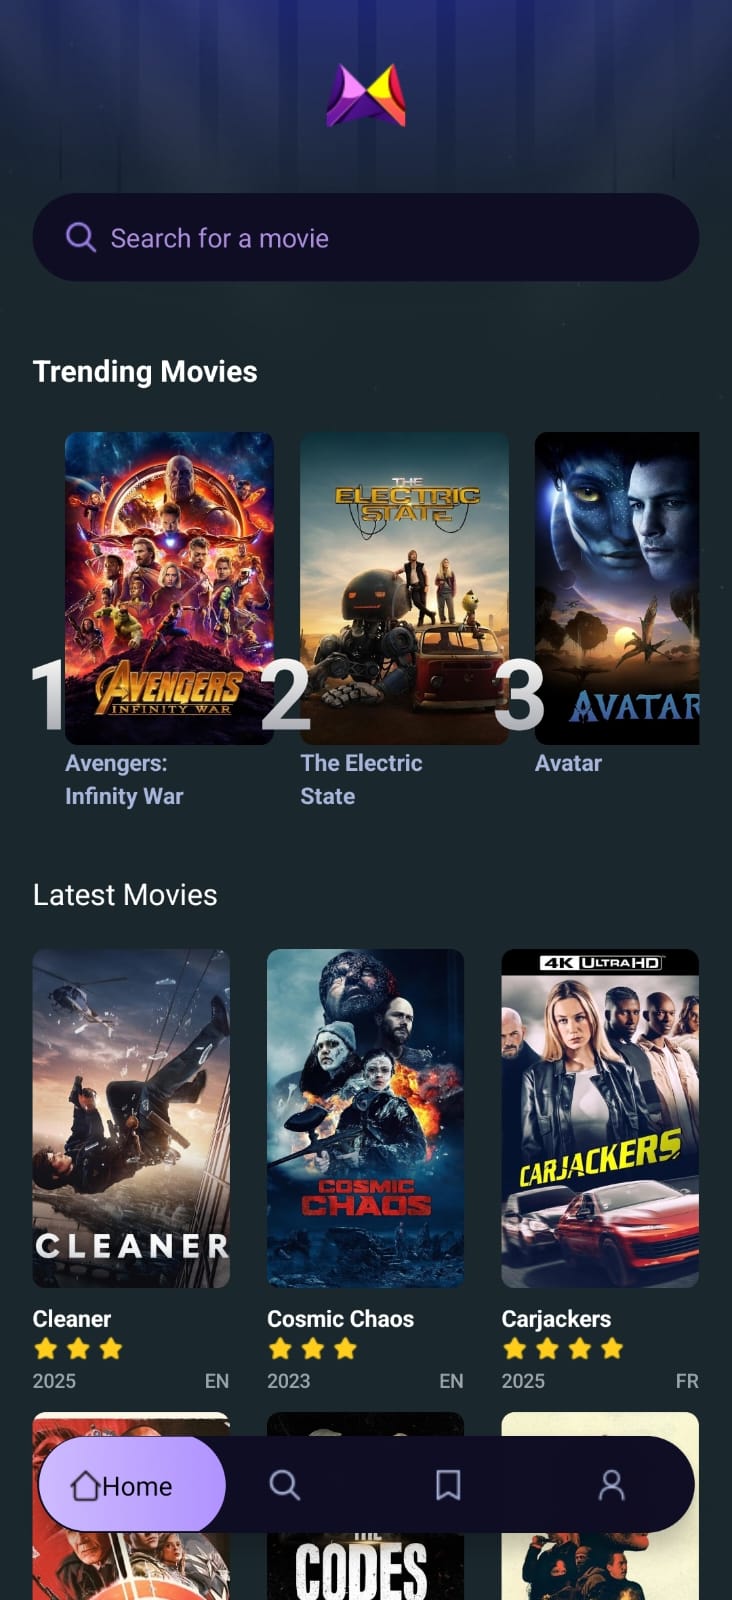 Search for a movie
Trending Movies
THE
ELECTRIC
STATE
AVENGERS
INFINITY WAR
AVATAR
1
2
3
Avengers:
Infinity War
The Electric
State
Avatar
Latest Movies
4K ULTRA HD
CLEANER
COSMIC
CHAOS
CARJACKERS
Cleaner
Cosmic Chaos
Carjackers
2025
EN
2023
EN
2025
FR
Home
THE
CODES